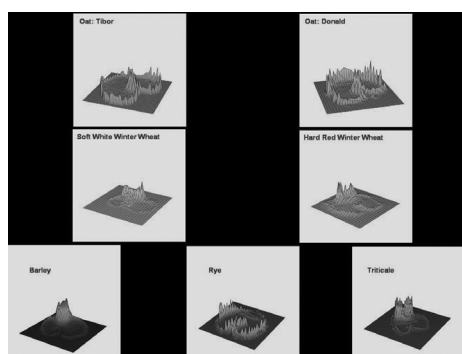 Oat: Tibor
Oat: Donald
Soft White Winter Wheat
Hard Red Winter Wheat
Barley
Rye
Triticale